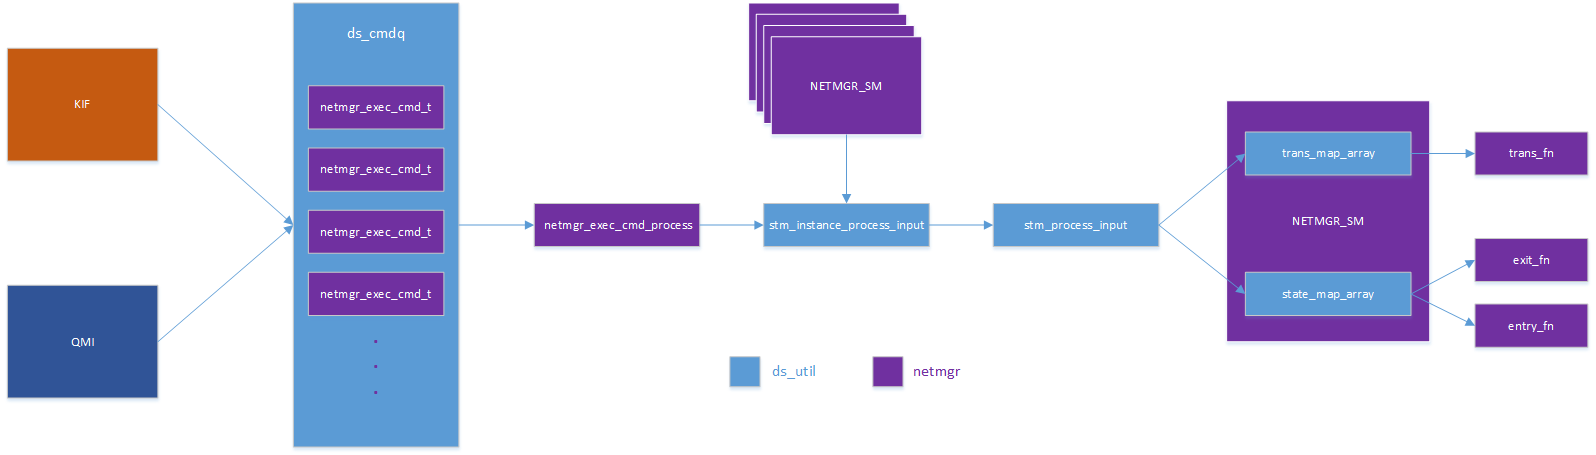 KIF
QMI
ds_cmdq
netmgr_exec_cmd_t
netmgr_exec_cmd_t
netmgr_exec_cmd_t
netmgr_exec_cmd_t
netmgr_exec_cmd_process
NETMGR_SM
stm_instance_process_input
stm_process_input
trans_map_array
NETMGR_SM
state_map_array
trans_fn
exit_fn
entry_fn
ds_util
netmgr